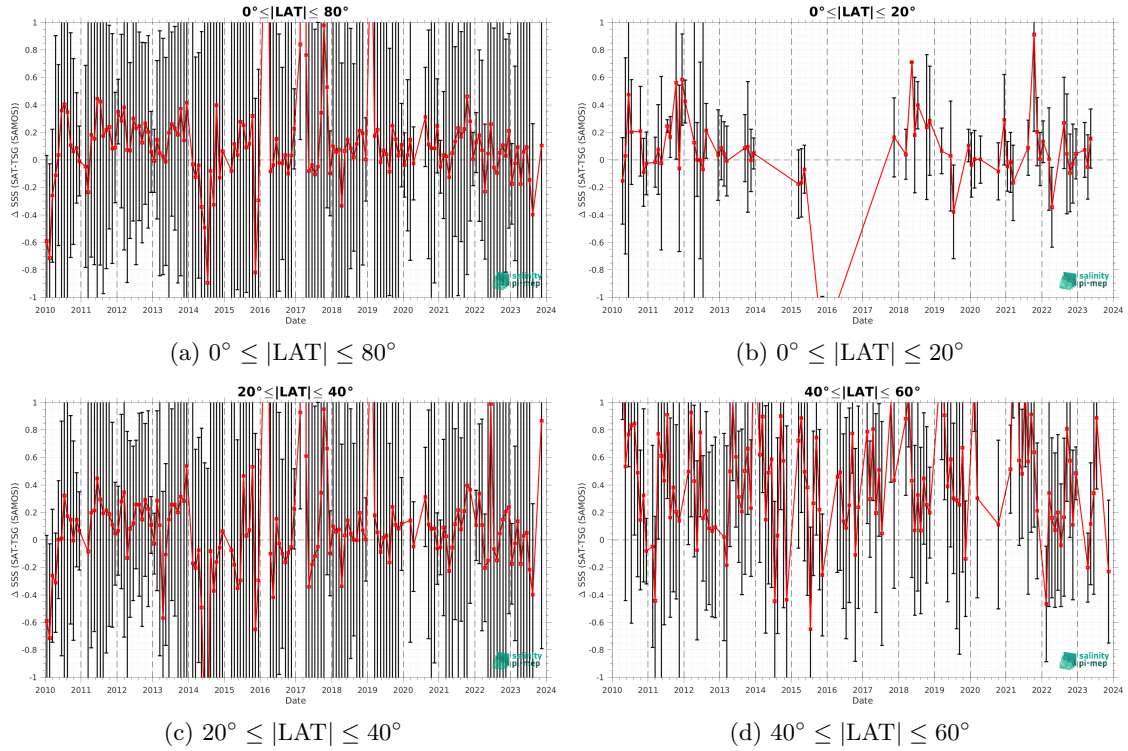 0°≤|LAT|≤ 80°
Δ SSS (SAT-TSG (SAMOS))
1
0.8
0.6
0.4
0.2
0
-0.2
-0.4
-0.6
-0.8
-1
2010 2011 2012 2013 2014 2015 2016 2017 2018 2019 2020 2021 2022 2023 2024
Date
salinity
pi-mep
(a) 0° ≤ |LAT| ≤ 80°
0°≤|LAT|≤ 20°
Δ SSS (SAT-TSG (SAMOS))
1
0.8
0.6
0.4
0.2
0
-0.2
-0.4
-0.6
-0.8
-1
2010 2011 2012 2013 2014 2015 2016 2017 2018 2019 2020 2021 2022 2023 2024
Date
salinity
pi-mep
(b) 0° ≤ |LAT| ≤ 20°
20°≤|LAT|≤ 40°
Δ SSS (SAT-TSG (SAMOS))
1
0.8
0.6
0.4
0.2
0
-0.2
-0.4
-0.6
-0.8
-1
2010 2011 2012 2013 2014 2015 2016 2017 2018 2019 2020 2021 2022 2023 2024
Date
salinity
pi-mep
(c) 20° ≤ |LAT| ≤ 40°
40°≤|LAT|≤ 60°
Δ SSS (SAT-TSG (SAMOS))
1
0.8
0.6
0.4
0.2
0
-0.2
-0.4
-0.6
-0.8
-1
2010 2011 2012 2013 2014 2015 2016 2017 2018 2019 2020 2021 2022 2023 2024
Date
salinity
pi-mep
(d) 40° ≤ |LAT| ≤ 60°